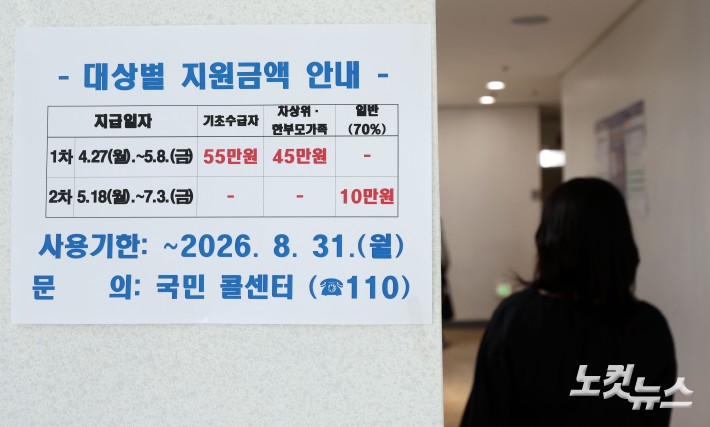 - 대상별 지원금액 안내 -
지급일자 기초수급자 차상위· 한부모가족 일반 (70%)
1차 4.27(월).~5.8.(금) 55만원 45만원 -
2차 5.18(월).~7.3.(금) - - 10만원
사용기한: ~2026. 8. 31.(월)
문 의: 국민 콜센터 (☎110)
노컷뉴스